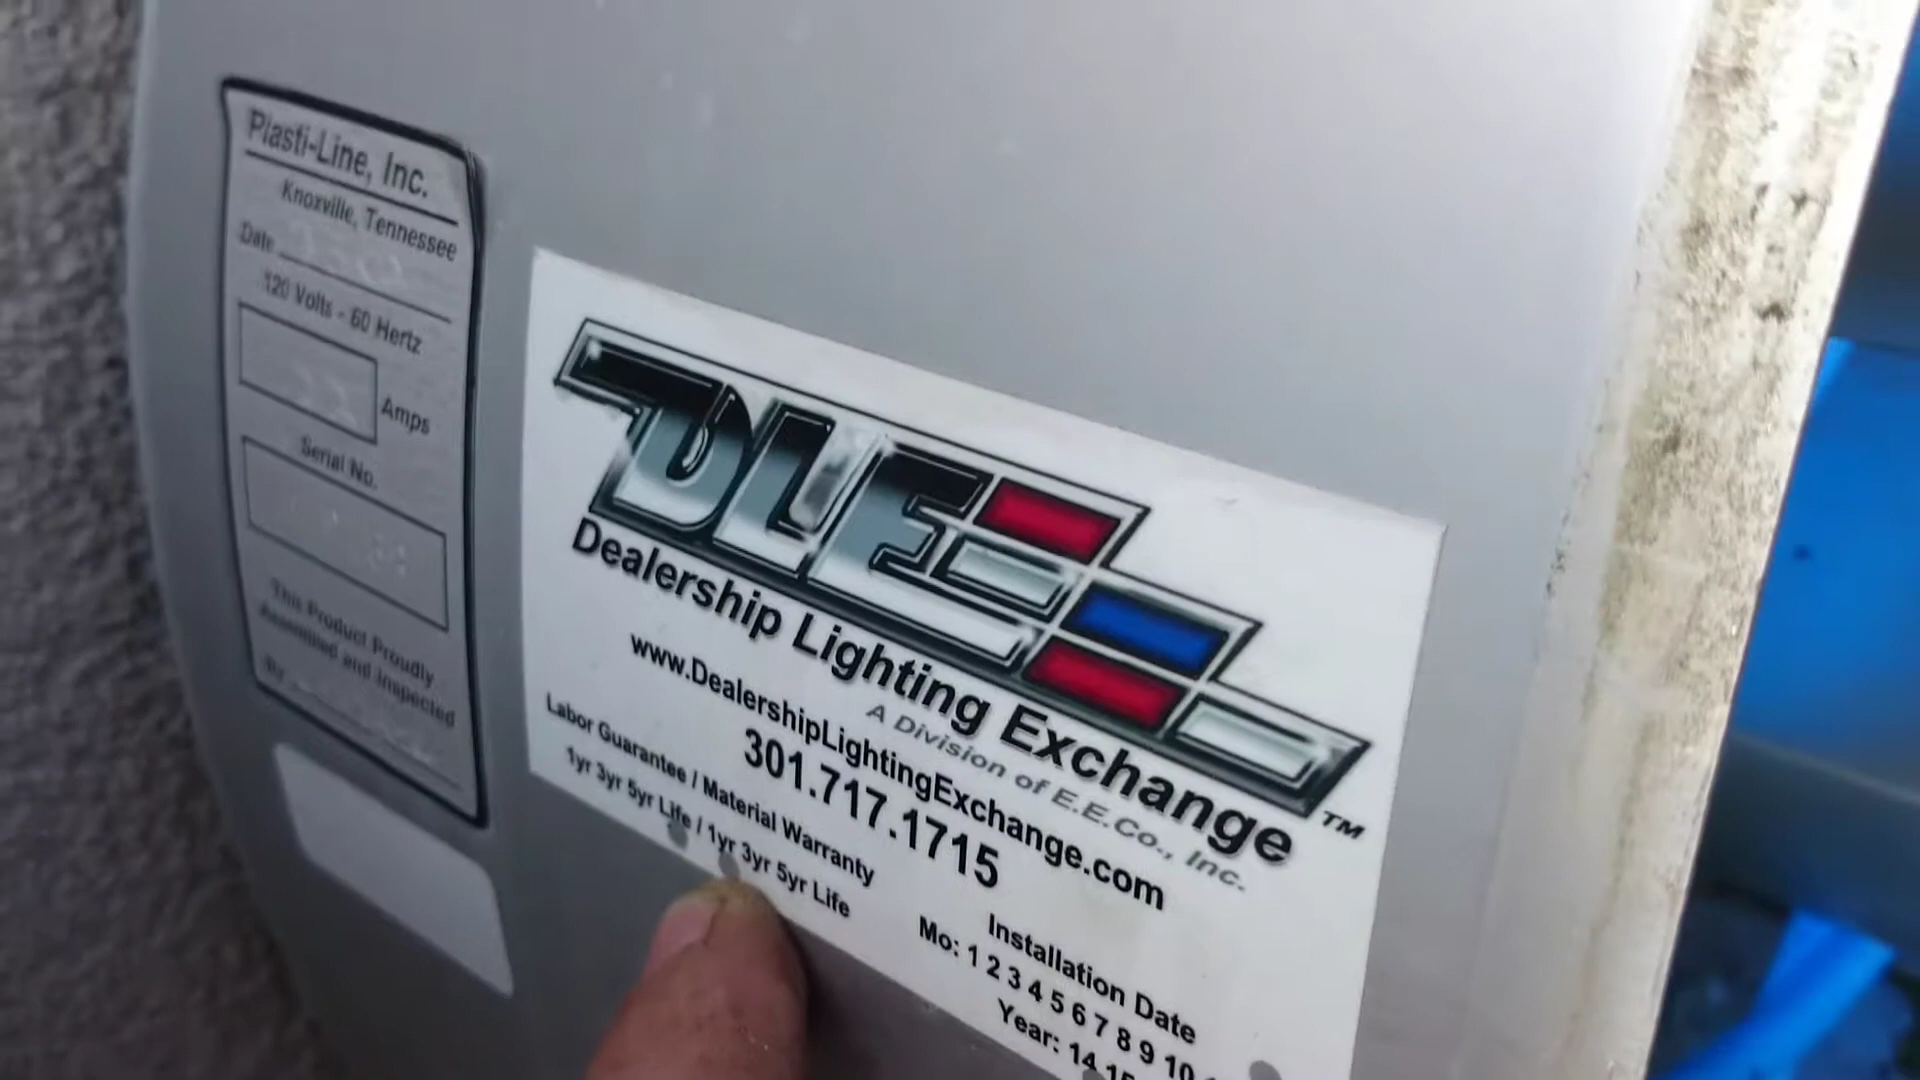 Plasti-Line, Inc.
Knoxville, Tennessee
Date
120 Volts - 60 Hertz
Amps
Serial No.
This Product Proudly
Assembled and Inspected
By
DLE
Dealership Lighting Exchange™
A Division of E.E.Co., Inc.
www.DealershipLightingExchange.com
301.717.1715
Labor Guarantee / Material Warranty
1yr 3yr 5yr Life / 1yr 3yr 5yr Life
Installation Date
Mo: 1 2 3 4 5 6 7 8 9 10
Year: 14 15